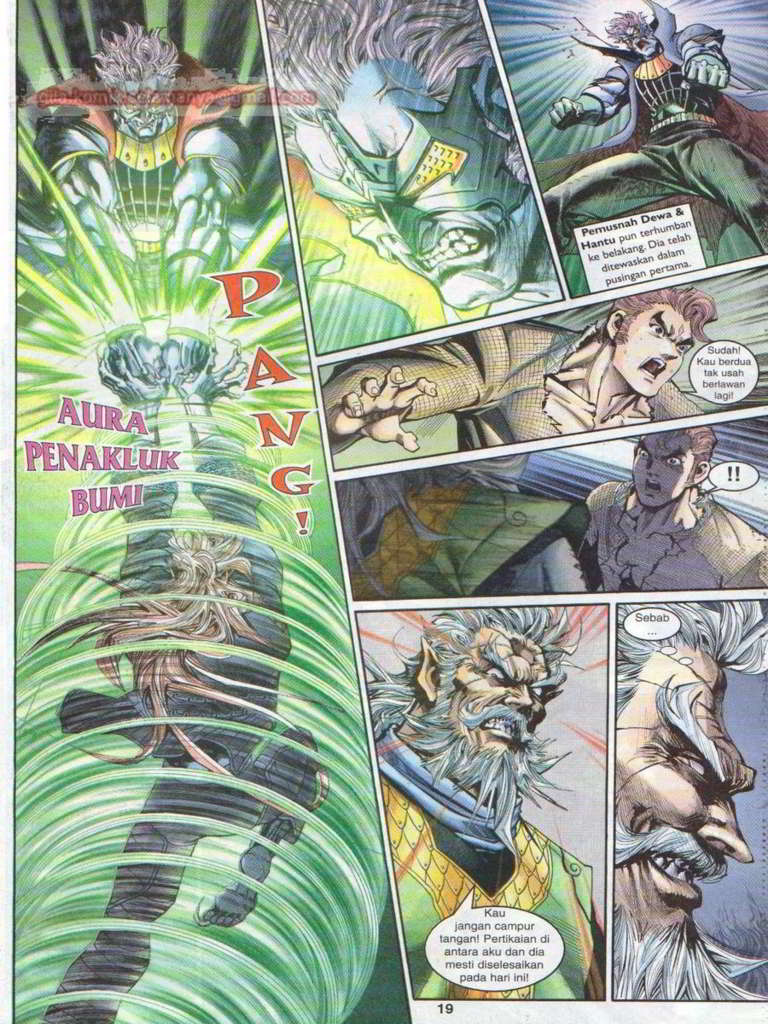 AURA
PENAKLUK
BUMI
PANG!
Pemusnah Dewa &
Hantu pun terhumban
ke belakang. Dia telah
ditewaskan dalam
pusingan pertama.
Sudah!
Kau berdua
tak usah
berlawan
lagi!
!!
Kau
jangan campur
tangan! Pertikaian di
antara aku dan dia
mesti diselesaikan
pada hari ini!
Sebab
...
19